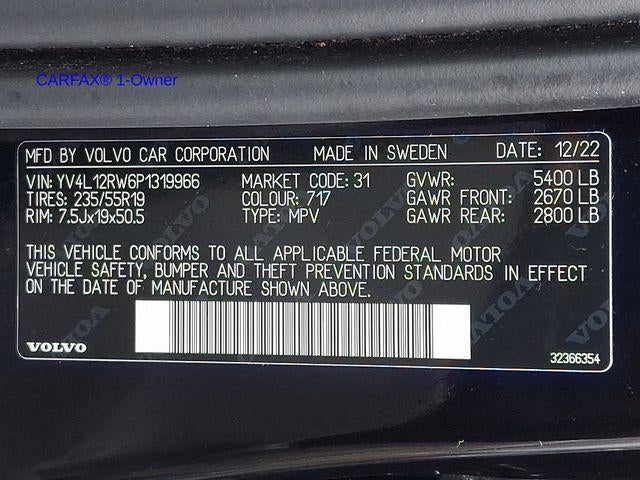 CARFAX® 1-Owner
MFD BY VOLVO CAR CORPORATION MADE IN SWEDEN DATE: 12/22
VIN: YV4L12RW6P1319966 MARKET CODE: 31 GVWR: 5400 LB
TIRES: 235/55R19 COLOUR: 717 GAWR FRONT: 2670 LB
RIM: 7.5Jx19x50.5 TYPE: MPV GAWR REAR: 2800 LB
THIS VEHICLE CONFORMS TO ALL APPLICABLE FEDERAL MOTOR
VEHICLE SAFETY, BUMPER AND THEFT PREVENTION STANDARDS IN EFFECT
ON THE DATE OF MANUFACTURE SHOWN ABOVE.
VOLVO
32366354